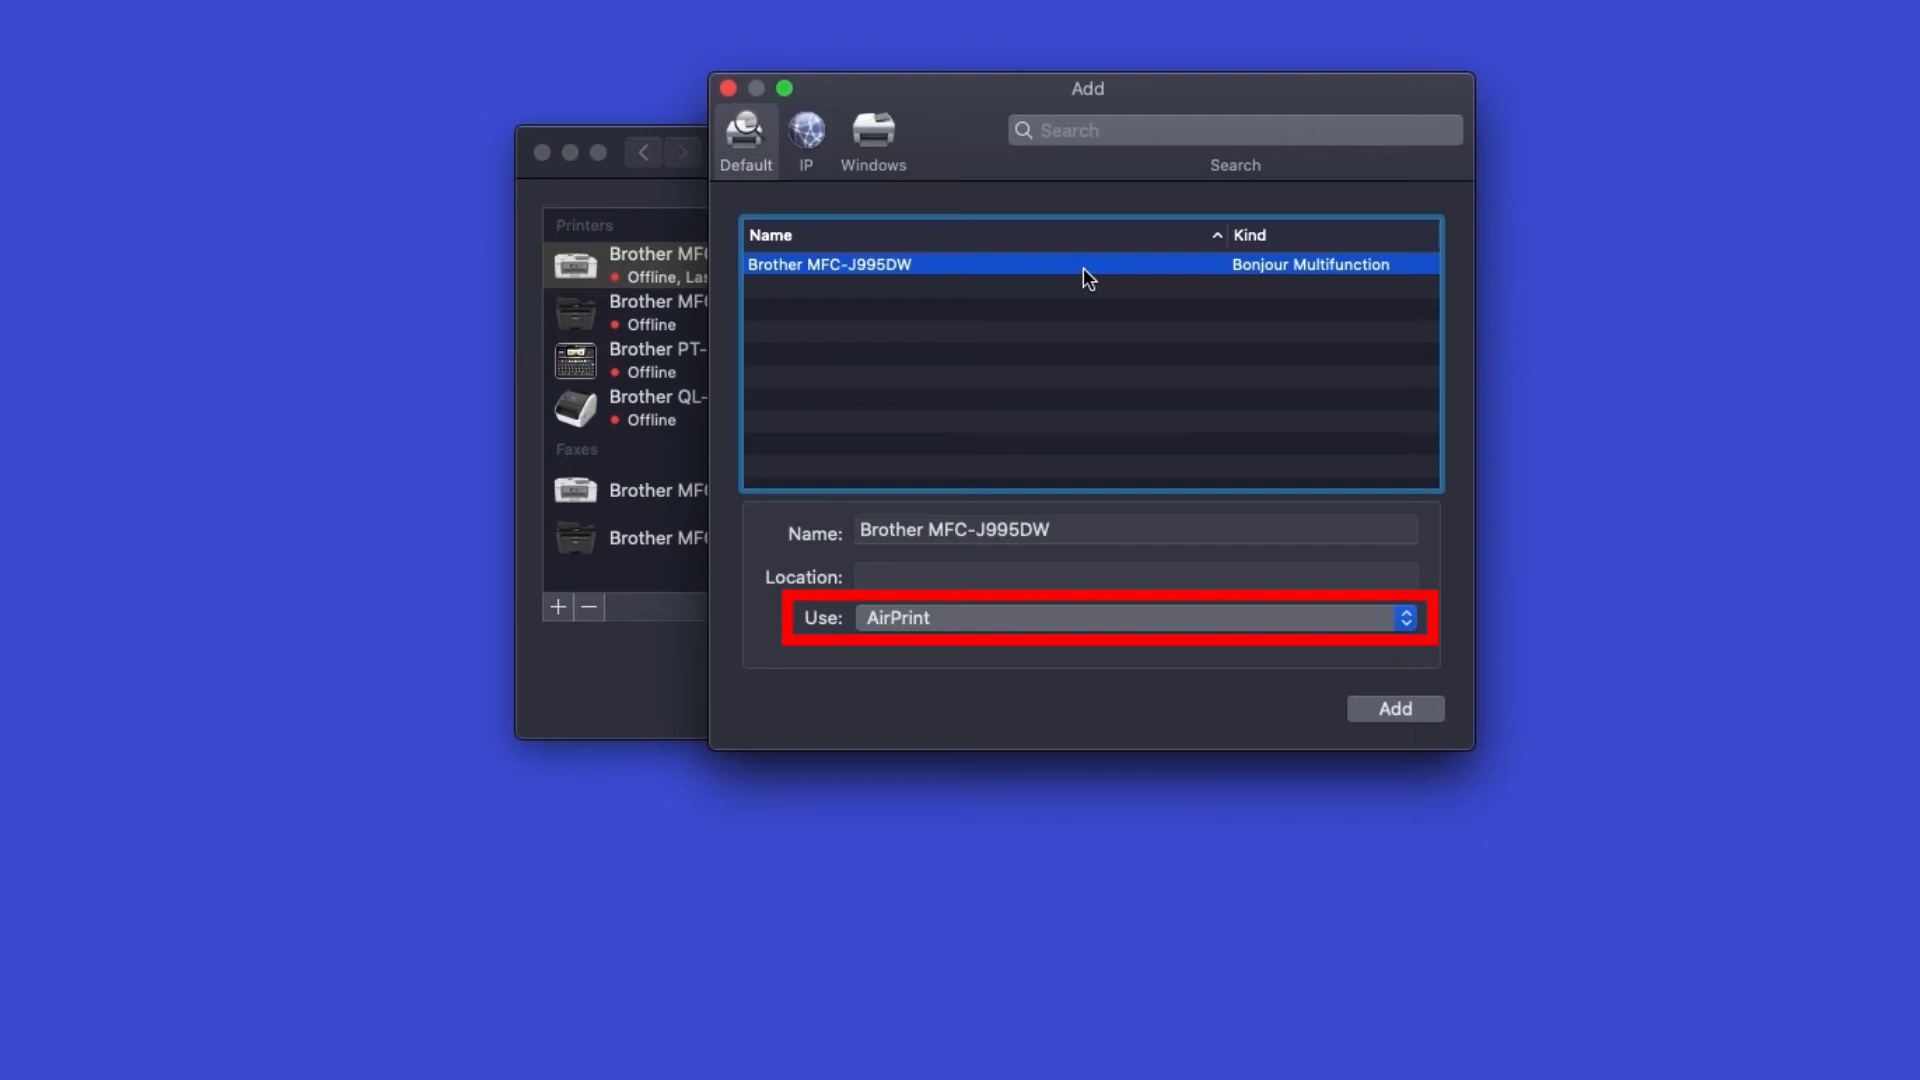 Add
Default
IP
Windows
Search
Search
Printers
Brother MF
Offline, Las
Brother MF
Offline
Brother PT-
Offline
Brother QL-
Offline
Faxes
Brother MF
Brother MF
Name
Kind
Brother MFC-J995DW
Bonjour Multifunction
Name: Brother MFC-J995DW
Location:
Use: AirPrint
Add